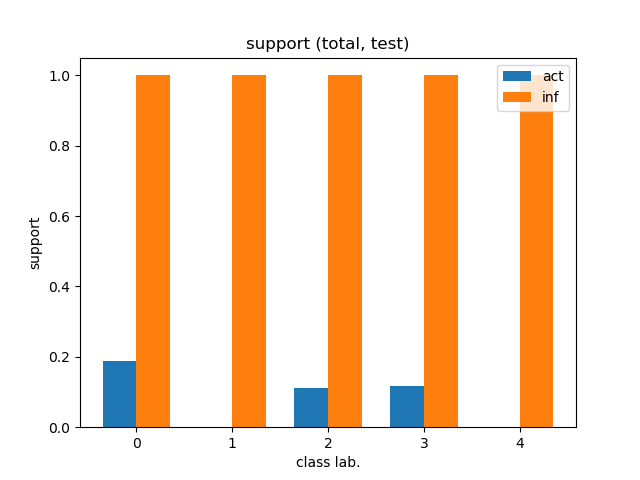 support (total, test)
act
inf
1.0
0.8
0.6
0.4
0.2
0.0
support
0 1 2 3 4
class lab.